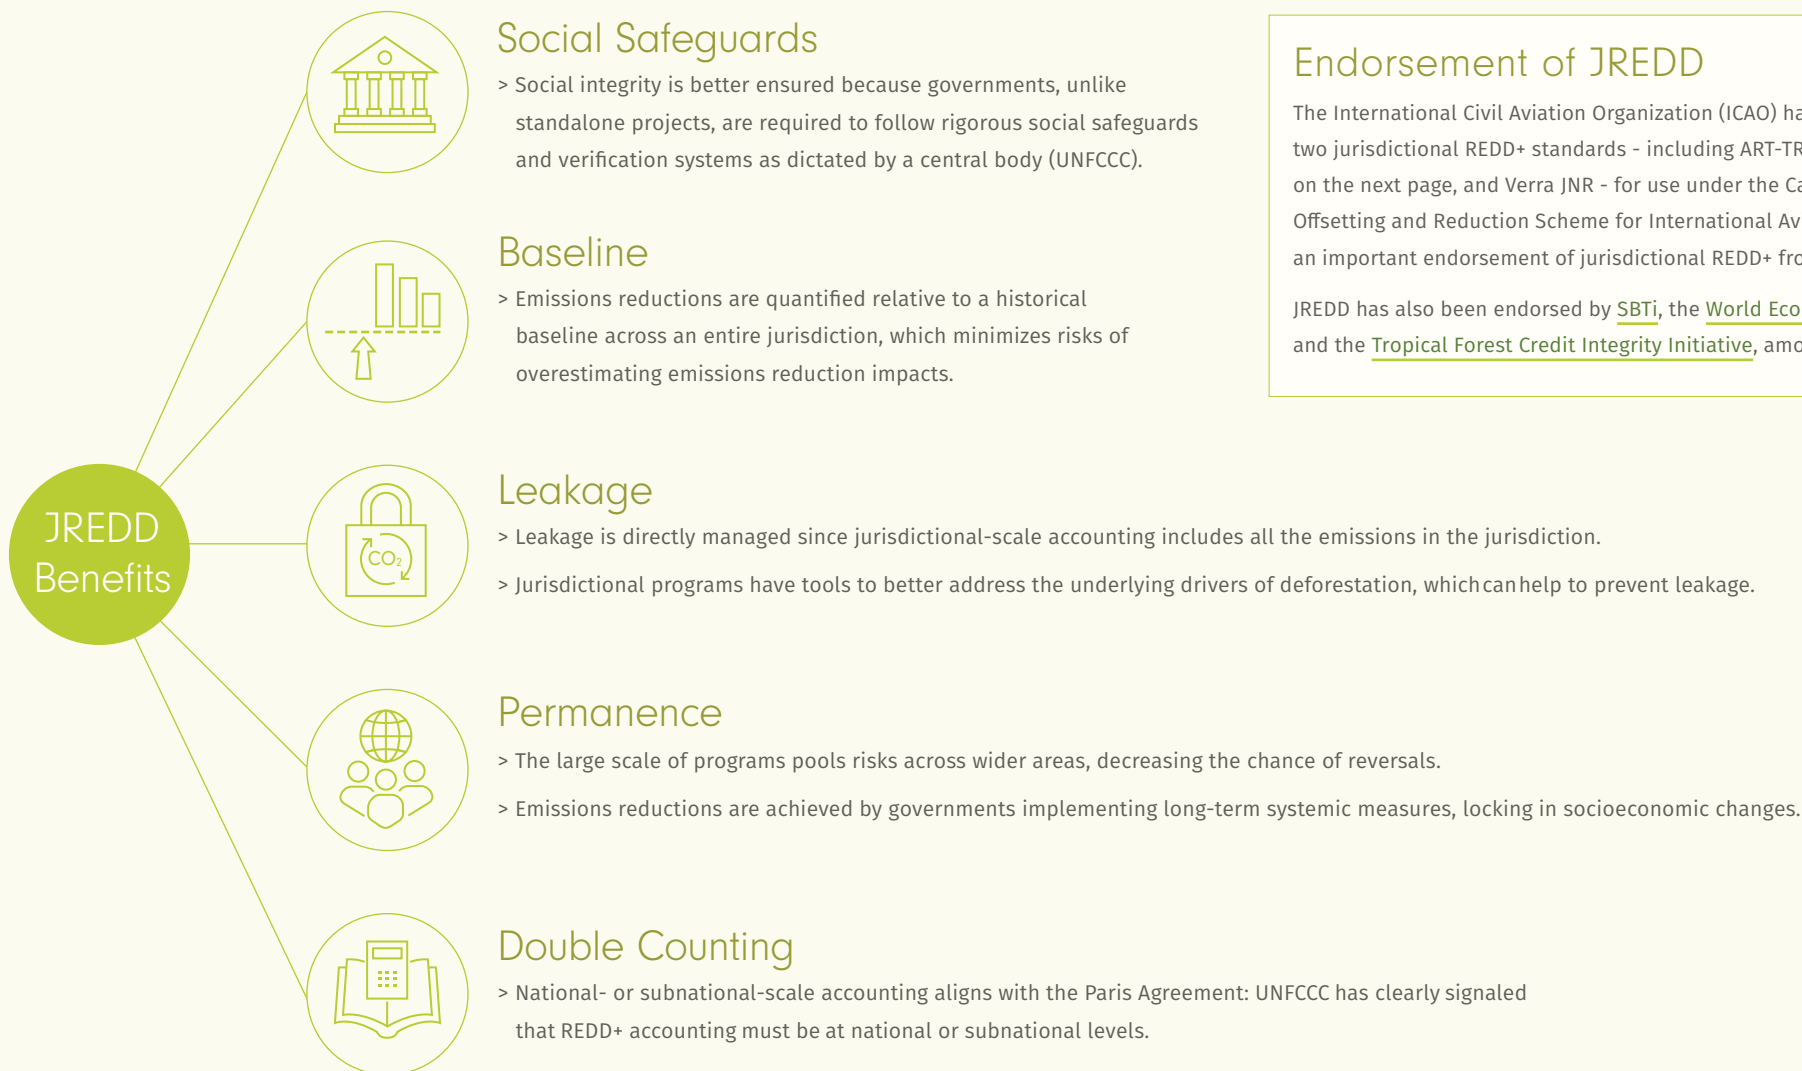 Social Safeguards
> Social integrity is better ensured because governments, unlike
standalone projects, are required to follow rigorous social safeguards
and verification systems as dictated by a central body (UNFCCC).
Endorsement of JREDD
The International Civil Aviation Organization (ICAO)
two jurisdictional REDD+ standards - including
on the next page, and Verra JNR - for use under the
Offsetting and Reduction Scheme for International
an important endorsement of jurisdictional REDD+
JREDD has also been endorsed by SBTi, the World
and the Tropical Forest Credit Integrity Initiative,
Baseline
> Emissions reductions are quantified relative to a historical
baseline across an entire jurisdiction, which minimizes risks of
overestimating emissions reduction impacts.
JREDD
Benefits
CO₂
Leakage
> Leakage is directly managed since jurisdictional-scale accounting includes all the emissions in the jurisdiction.
> Jurisdictional programs have tools to better address the underlying drivers of deforestation, which can help to prevent leakage.
Permanence
> The large scale of programs pools risks across wider areas, decreasing the chance of reversals.
> Emissions reductions are achieved by governments implementing long-term systemic measures, locking in socioeconomic changes.
Double Counting
> National- or subnational-scale accounting aligns with the Paris Agreement: UNFCCC has clearly signaled
that REDD+ accounting must be at national or subnational levels.